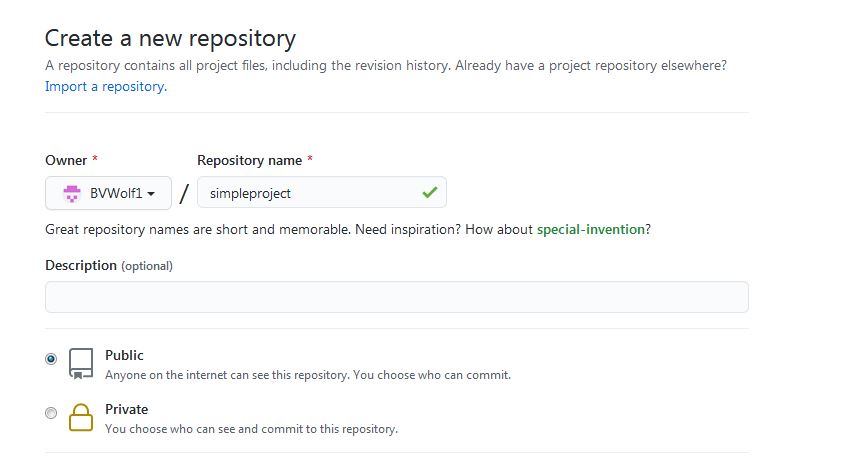 Create a new repository
A repository contains all project files, including the revision history. Already have a project repository elsewhere?
Import a repository.
Owner *
Repository name *
BVWolf1
/
simpleproject
Great repository names are short and memorable. Need inspiration? How about special-invention?
Description (optional)
Public
Anyone on the internet can see this repository. You choose who can commit.
Private
You choose who can see and commit to this repository.